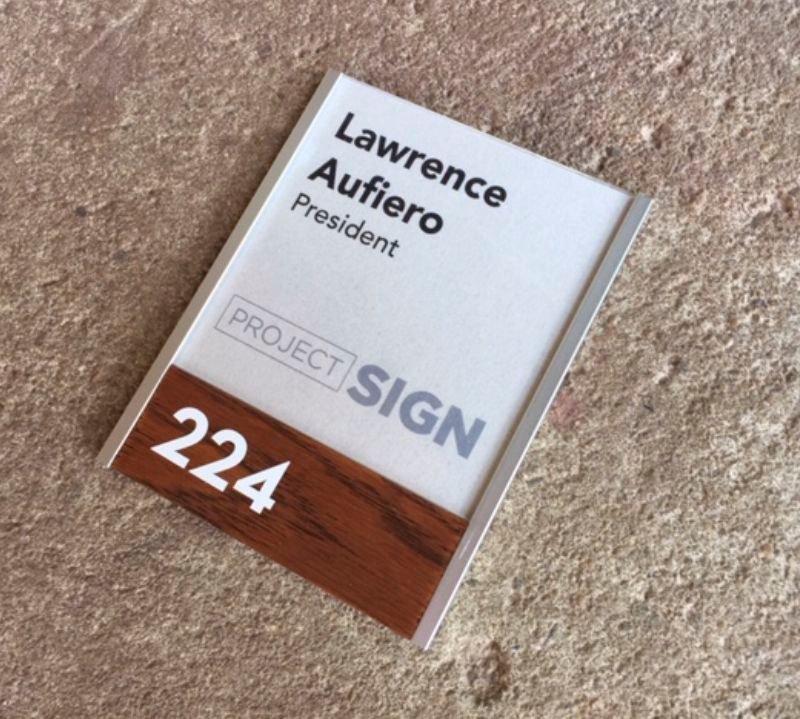 Lawrence
Aufiero
President
PROJECT SIGN
224